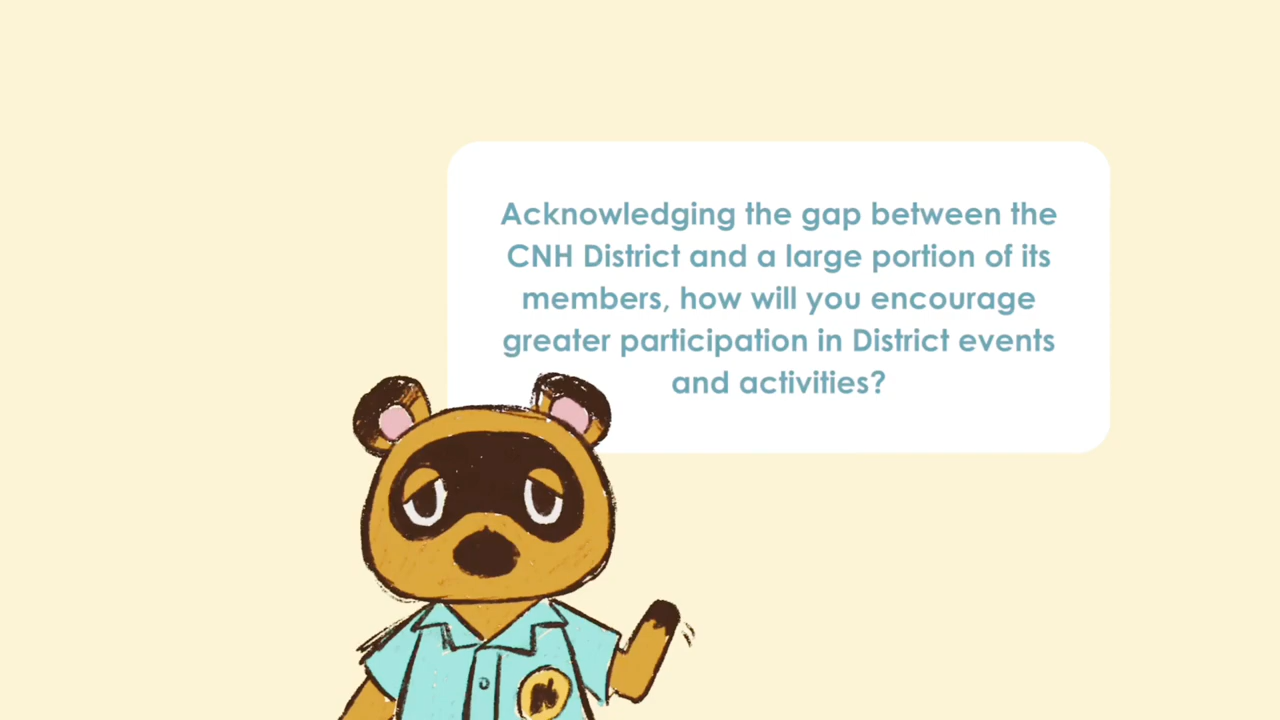 Acknowledging the gap between the
CNH District and a large portion of its
members, how will you encourage
greater participation in District events
and activities?